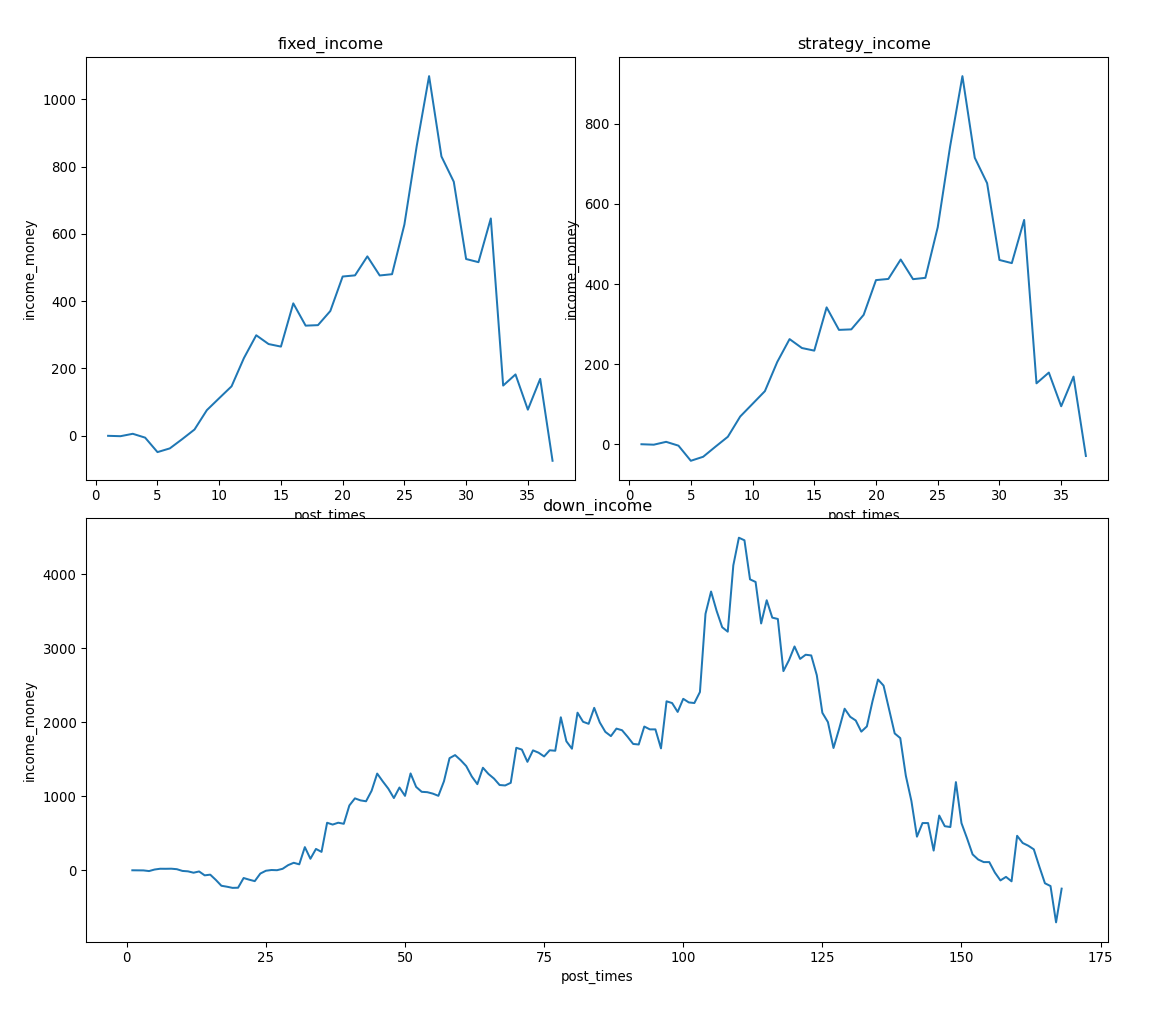 fixed_income
income_money
1000
800
600
400
200
0
0 5 10 15 20 25 30 35
post_times
strategy_income
income_money
800
600
400
200
0
0 5 10 15 20 25 30 35
post_times
down_income
income_money
4000
3000
2000
1000
0
0 25 50 75 100 125 150 175
post_times